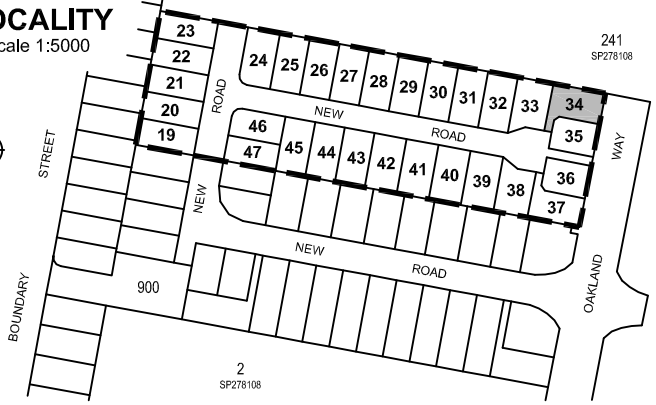 OCALITY
cale 1:5000
241
SP278108
23
22
21
20
19
24
25
26
27
28
29
30
31
32
33
34
35
36
37
38
39
40
41
42
43
44
45
46
47
ROAD
NEW
NEW
ROAD
NEW
ROAD
WAY
OAKLAND
STREET
BOUNDARY
900
2
SP278108